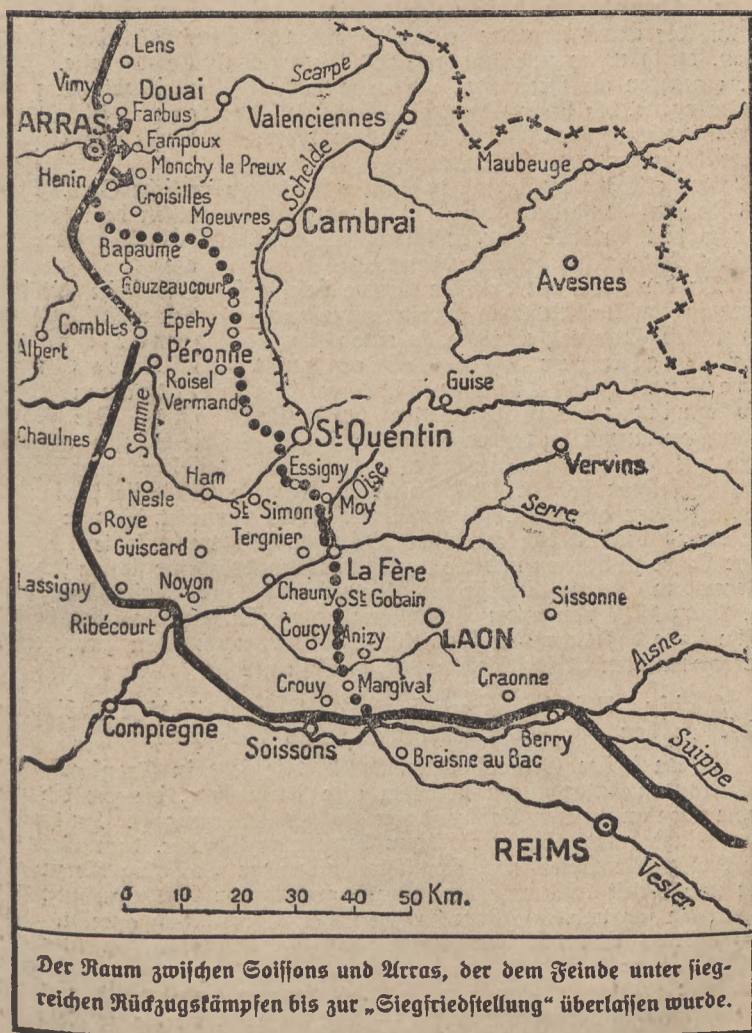 Lens
Vimy
Douai
Scarpe
Farbus
Valenciennes
ARRAS
Fampoux
Monchy le Preux
Maubeuge
Henin
Croisilles
Schelde
Moeuvres
Cambrai
Bapaume
Avesnes
Gouzeaucourt
Combles
Epehy
Albert
Péronne
Roisel
Guise
Vermand
Somme
Chaulnes
St Quentin
Vervins
Essigny
Ham
Oise
Nesle
St Simon
Moy
Serre
Roye
Tergnier
Guiscard
La Fère
Lassigny
Noyon
Chauny
St Gobain
Sissonne
Ribécourt
Coucy
Anizy
LAON
Aisne
Crouy
Margival
Craonne
Compiegne
Soissons
Berry
Suippe
Braisne au Bac
REIMS
Vesler
0 10 20 30 40 50 Km.
Der Raum zwiſchen Soiſſons und Arras, der dem Feinde unter ſieg-
reichen Rückzugskämpfen bis zur „Siegfriedſtellung“ überlaſſen wurde.